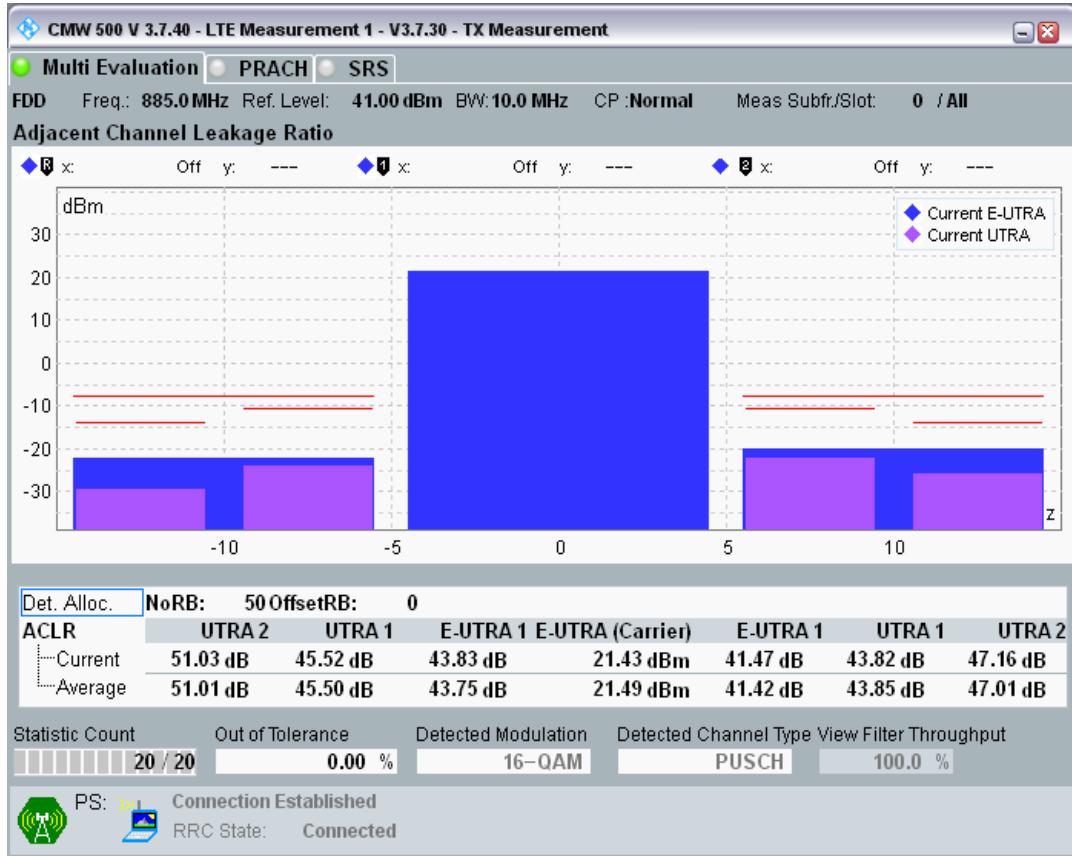 CMW 500 V 3.7.40 - LTE Measurement 1 - V3.7.30 - TX Measurement
Multi Evaluation PRACH SRS
FDD Freq.: 885.0 MHz Ref. Level: 41.00 dBm BW: 10.0 MHz CP :Normal Meas Subfr./Slot: 0 / All
Adjacent Channel Leakage Ratio
R x: Off y: --- 1 x: Off y: --- 2 x: Off y: ---
dBm
Current E-UTRA
Current UTRA
30
20
10
0
-10
-20
-30
z
-10 -5 0 5 10
Det. Alloc. NoRB: 50 OffsetRB: 0
ACLR UTRA 2 UTRA 1 E-UTRA 1 E-UTRA (Carrier) E-UTRA 1 UTRA 1 UTRA 2
Current 51.03 dB 45.52 dB 43.83 dB 21.43 dBm 41.47 dB 43.82 dB 47.16 dB
Average 51.01 dB 45.50 dB 43.75 dB 21.49 dBm 41.42 dB 43.85 dB 47.01 dB
Statistic Count Out of Tolerance Detected Modulation Detected Channel Type View Filter Throughput
20 / 20 0.00 % 16-QAM PUSCH 100.0 %
PS: Connection Established
RRC State: Connected